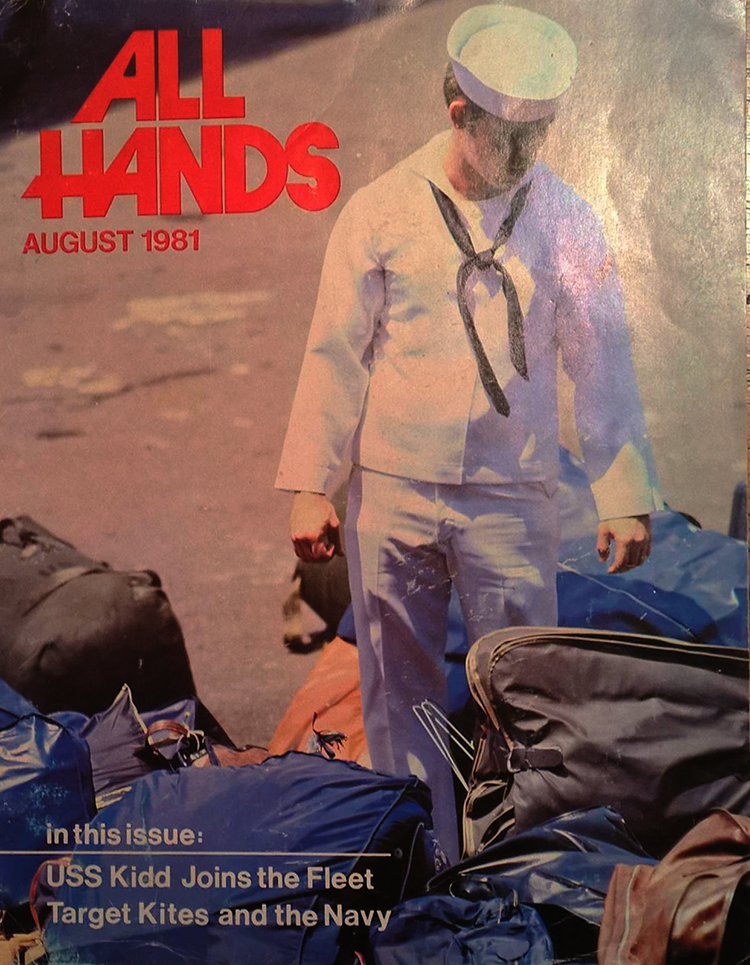 ALL
HANDS
AUGUST 1981
in this issue:
USS Kidd Joins the Fleet
Target Kites and the Navy